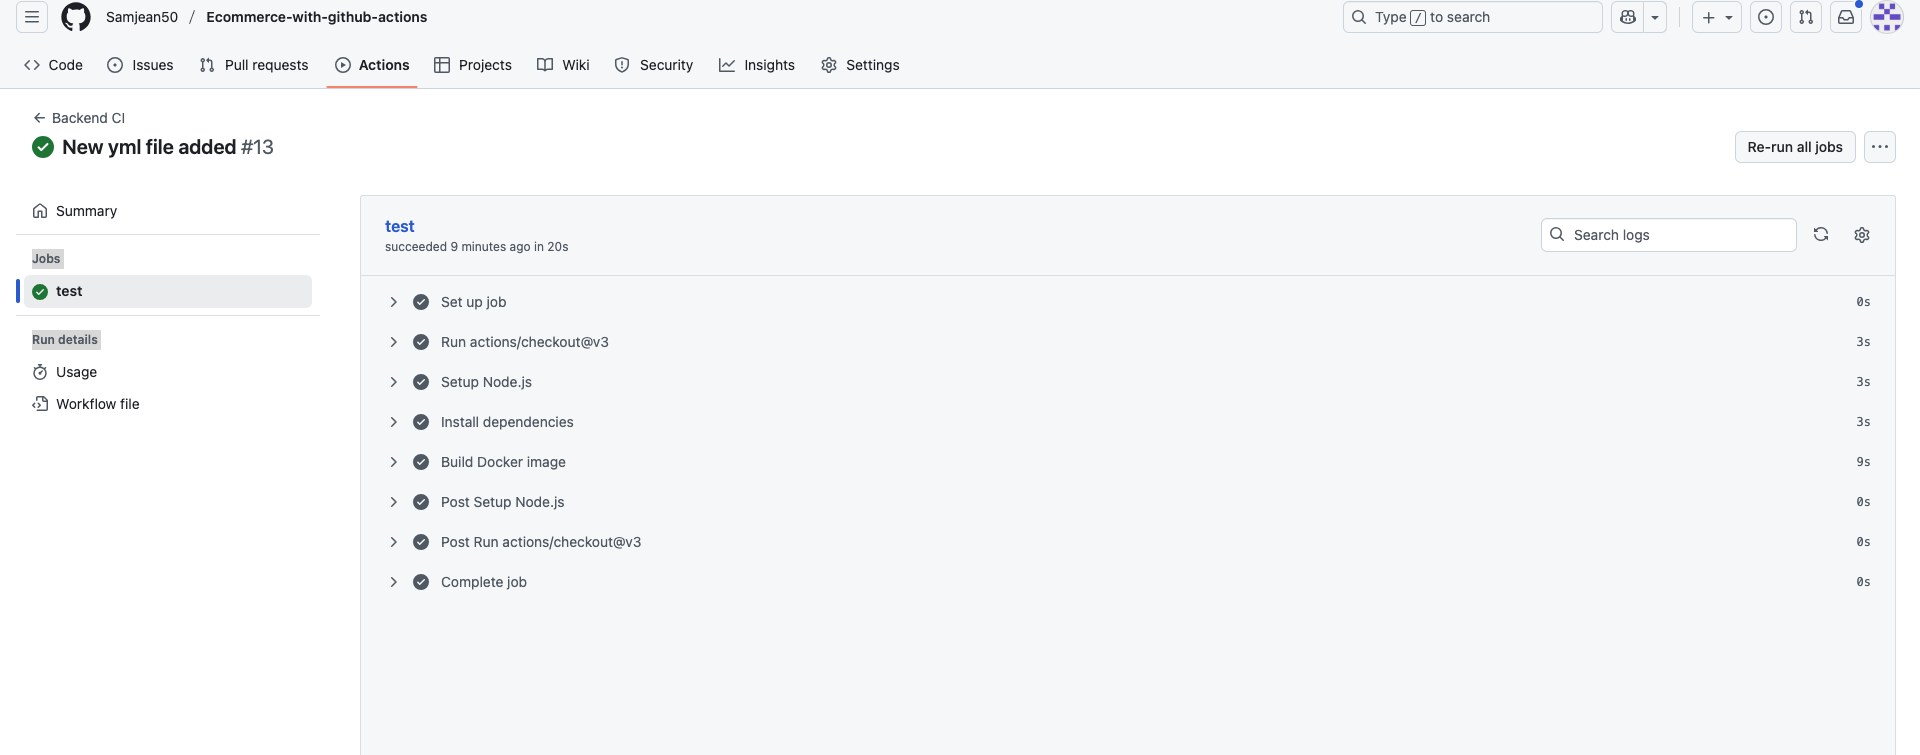 Samjean50 / Ecommerce-with-github-actions
Type / to search
Code
Issues
Pull requests
Actions
Projects
Wiki
Security
Insights
Settings
Backend CI
New yml file added #13
Re-run all jobs
Summary
Jobs
test
Run details
Usage
Workflow file
test
succeeded 9 minutes ago in 20s
Search logs
Set up job 0s
Run actions/checkout@v3 3s
Setup Node.js 3s
Install dependencies 3s
Build Docker image 9s
Post Setup Node.js 0s
Post Run actions/checkout@v3 0s
Complete job 0s